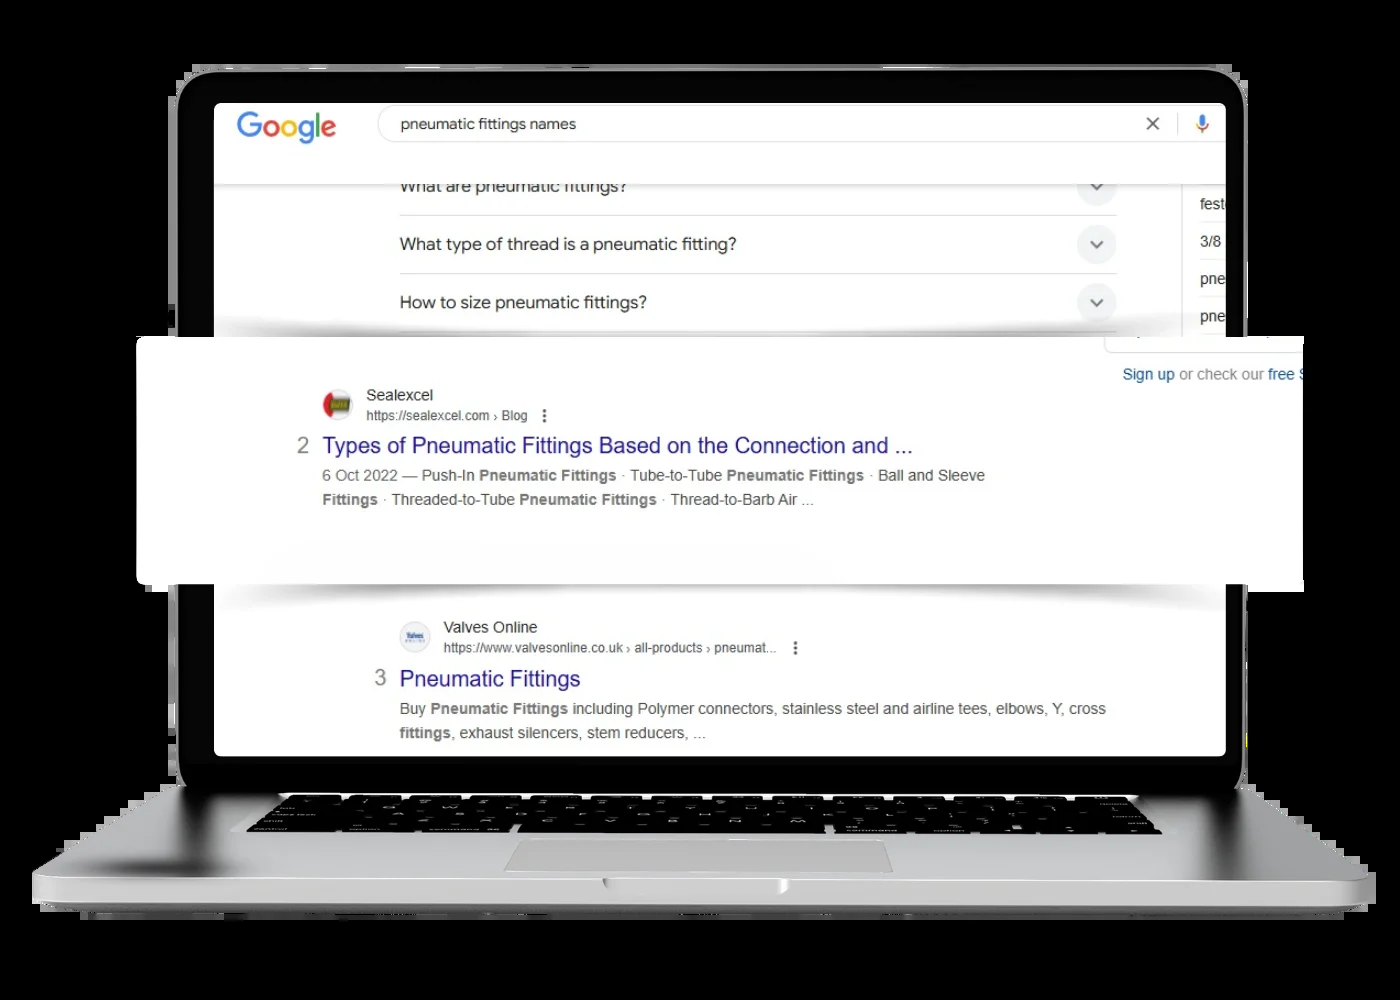 Google
pneumatic fittings names
What are pneumatic fittings?
What type of thread is a pneumatic fitting?
How to size pneumatic fittings?
fest
3/8
pne
pne
Sign up or check our free S
Sealexcel
https://sealexcel.com › Blog
2 Types of Pneumatic Fittings Based on the Connection and ...
6 Oct 2022 — Push-In Pneumatic Fittings · Tube-to-Tube Pneumatic Fittings · Ball and Sleeve
Fittings · Threaded-to-Tube Pneumatic Fittings · Thread-to-Barb Air ...
Valves Online
https://www.valvesonline.co.uk › all-products › pneumat...
3 Pneumatic Fittings
Buy Pneumatic Fittings including Polymer connectors, stainless steel and airline tees, elbows, Y, cross
fittings, exhaust silencers, stem reducers, ...